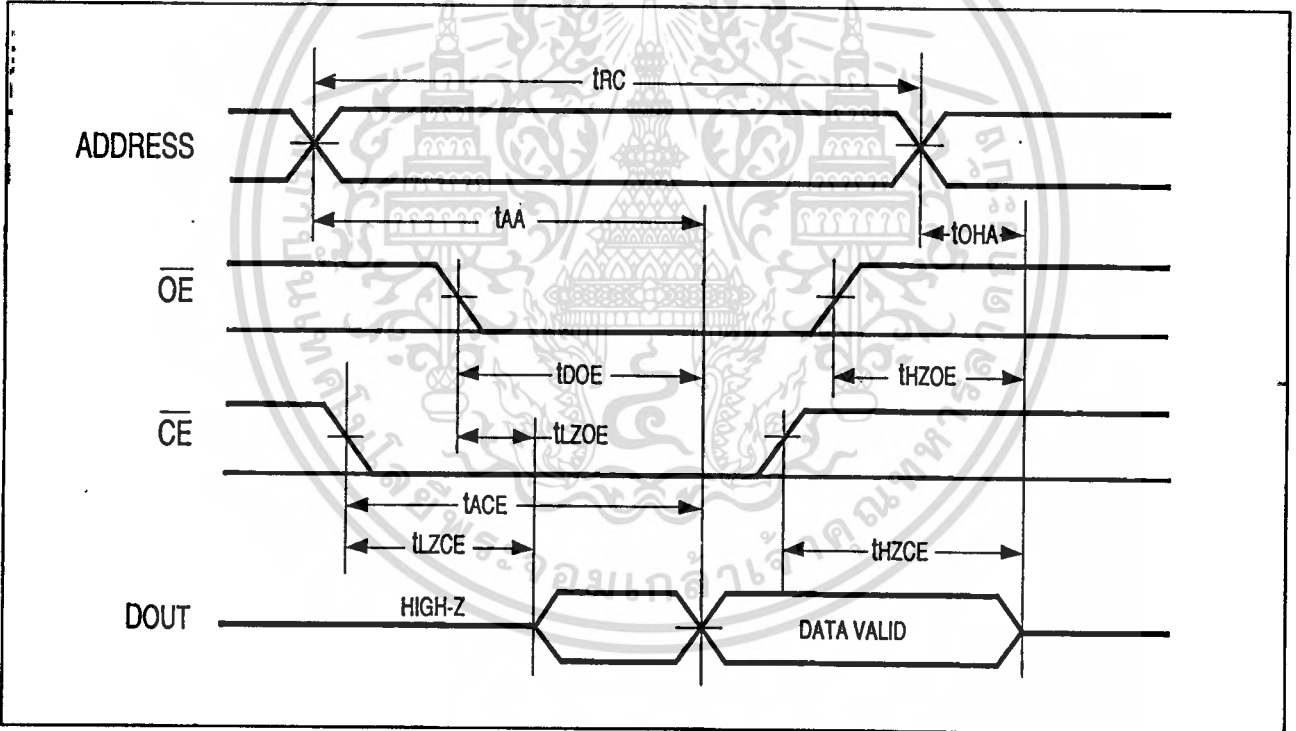 tRC
ADDRESS
tAA
tOHA
OE
tDOE
tHZOE
CE
tLZOE
tACE
tLZCE
tHZCE
DOUT
HIGH-Z
DATA VALID